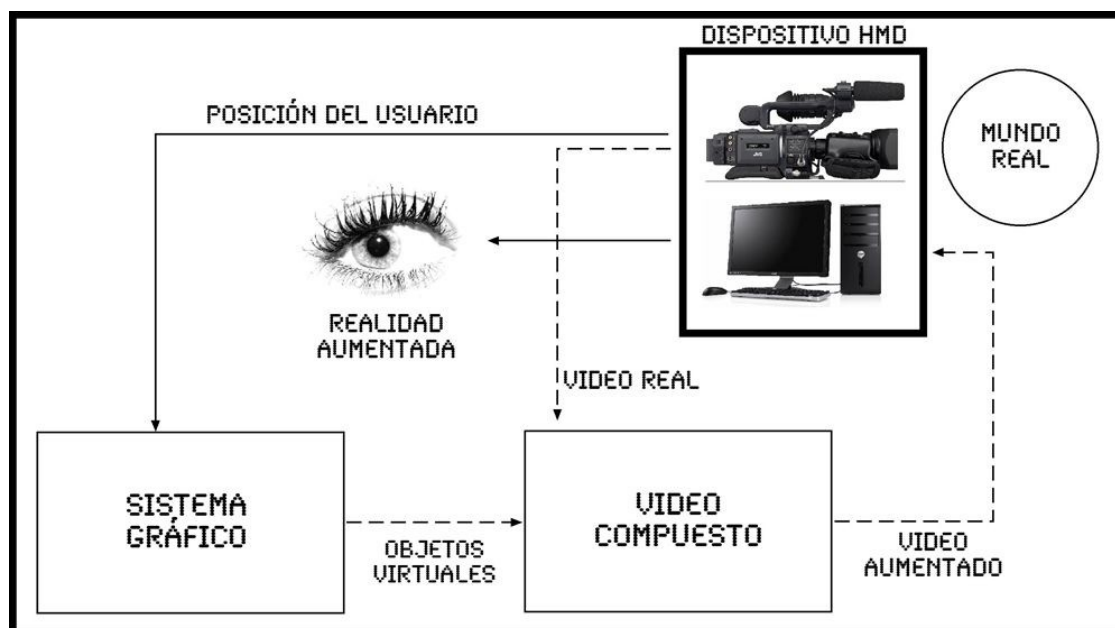 DISPOSITIVO HMD
POSICIÓN DEL USUARIO
MUNDO
REAL
JVC
REALIDAD
AUMENTADA
VIDEO REAL
SISTEMA
GRÁFICO
OBJETOS
VIRTUALES
VIDEO
COMPUESTO
VIDEO
AUMENTADO